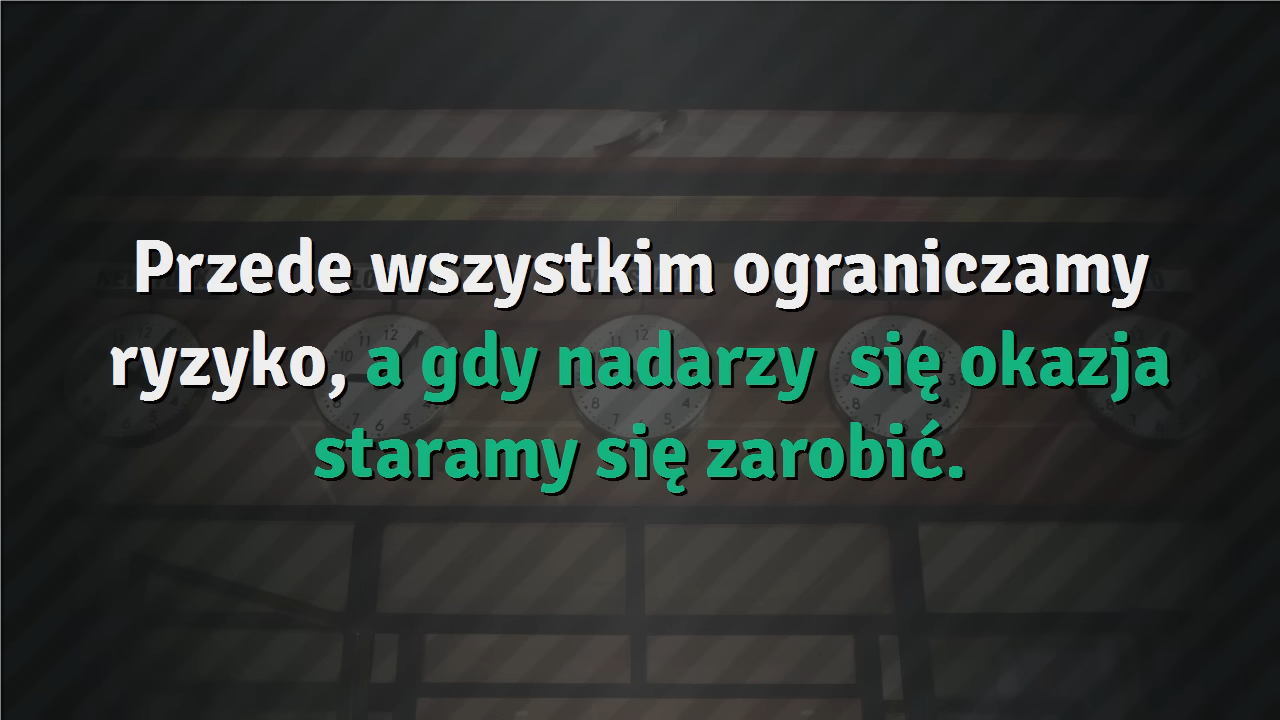 Przede wszystkim ograniczamy
ryzyko, a gdy nadarzy  się okazja
staramy się zarobić.